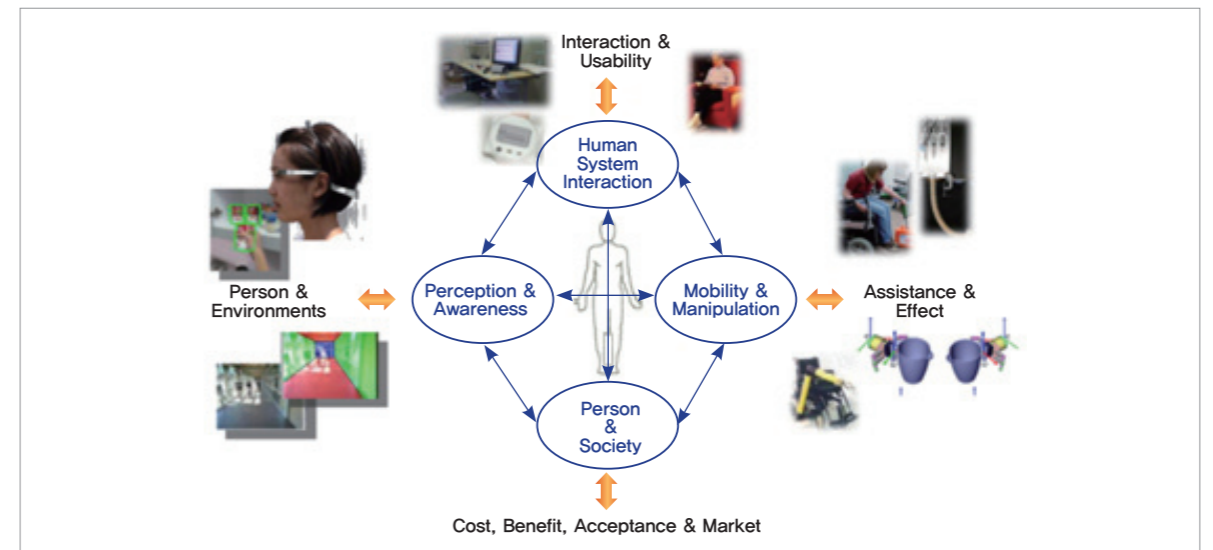 Interaction &
Usability
Human
System
Interaction
Person &
Environments
Perception &
Awareness
Mobility &
Manipulation
Assistance &
Effect
Person
&
Society
Cost, Benefit, Acceptance & Market